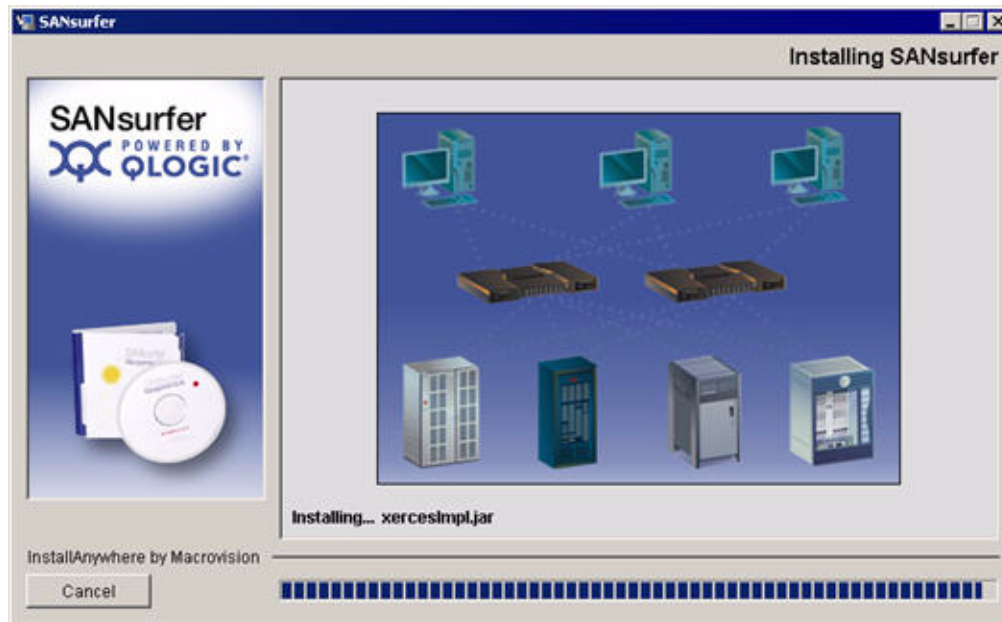 SANsurfer
Installing SANsurfer
SANsurfer
POWERED BY
QLOGIC®
Installing... xercesImpl.jar
InstallAnywhere by Macrovision
Cancel